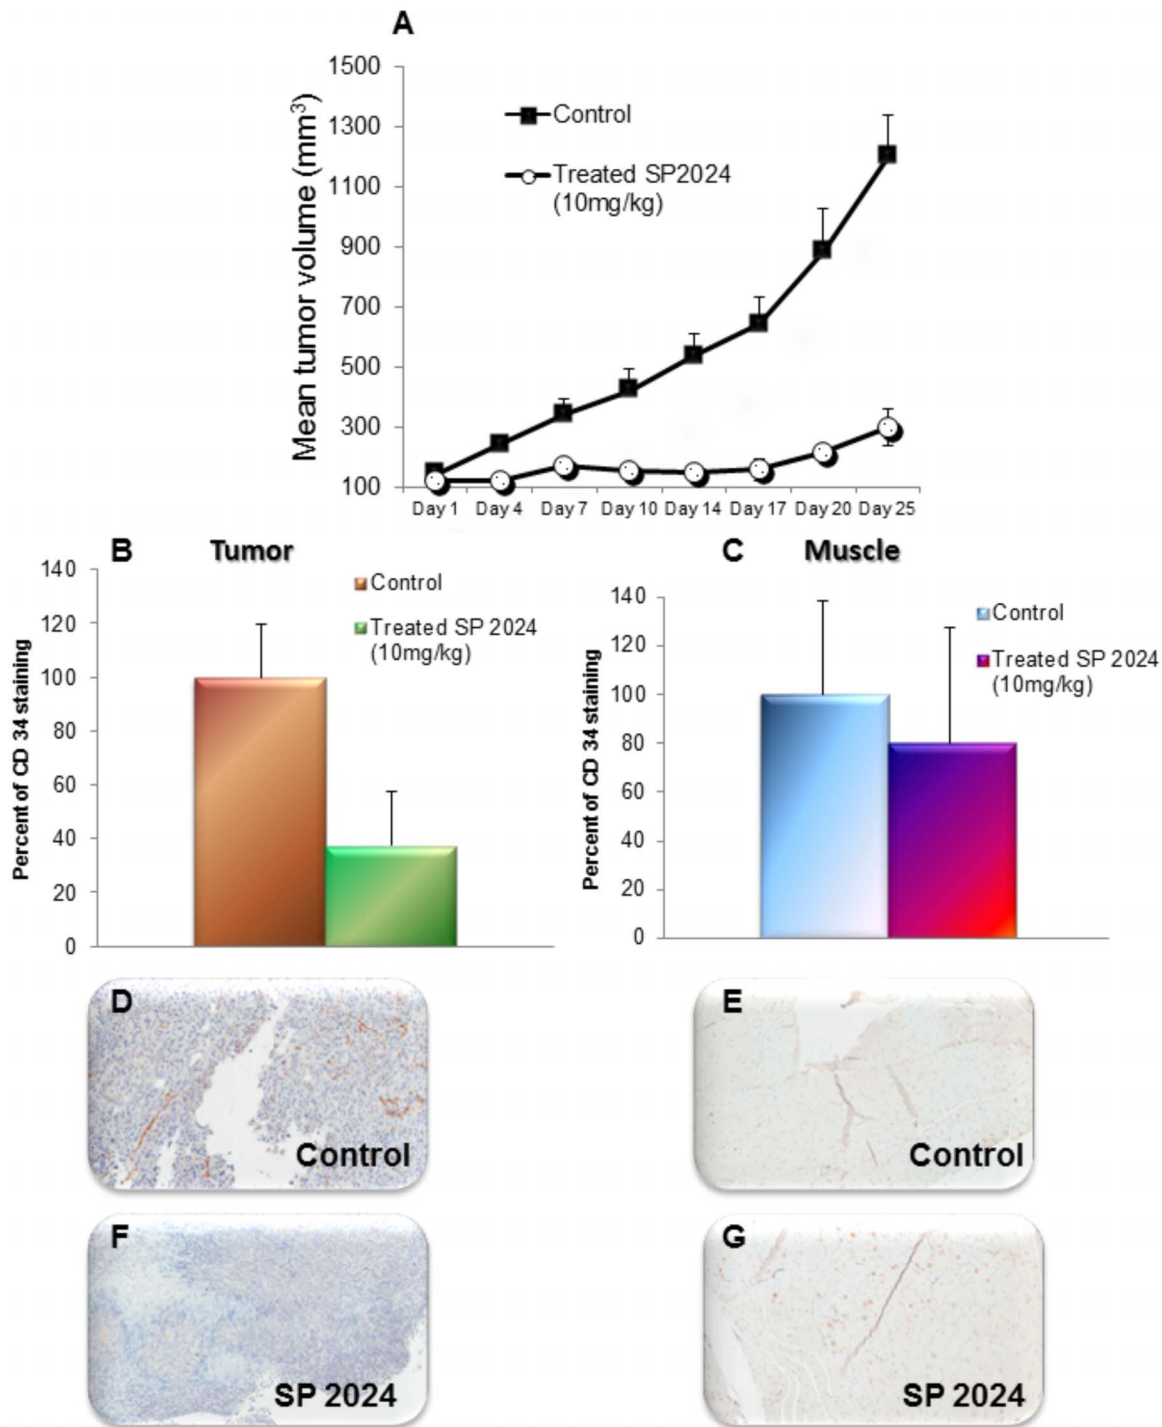 A
1500
1300
1100
900
700
500
300
100
Mean tumor volume (mm³)
Control
Treated SP2024
(10mg/kg)
Day 1 Day 4 Day 7 Day 10 Day 14 Day 17 Day 20 Day 25
B Tumor
140
120
100
80
60
40
20
0
Percent of CD 34 staining
Control
Treated SP 2024
(10mg/kg)
C Muscle
140
120
100
80
60
40
20
0
Percent of CD 34 staining
Control
Treated SP 2024
(10mg/kg)
D
Control
E
Control
F
SP 2024
G
SP 2024